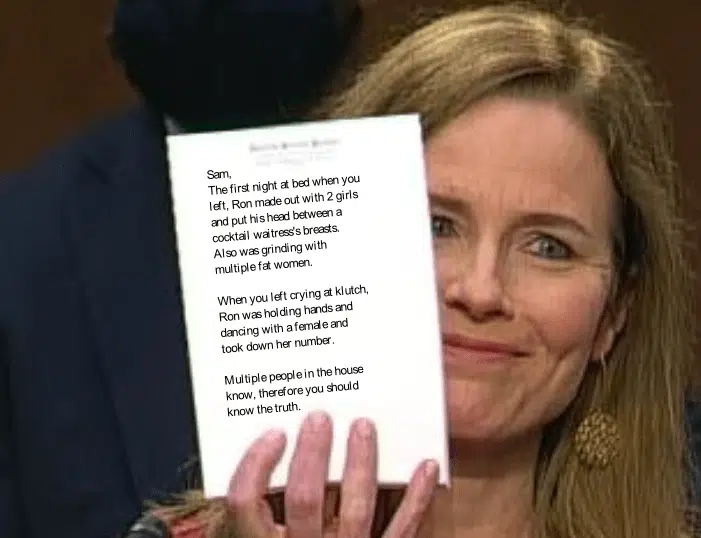 Sam,
The first night at bed when you
left, Ron made out with 2 girls
and put his head between a
cocktail waitress's breasts.
Also was grinding with
multiple fat women.
When you left crying at klutch,
Ron was holding hands and
dancing with a female and
took down her number.
Multiple people in the house
know, therefore you should
know the truth.